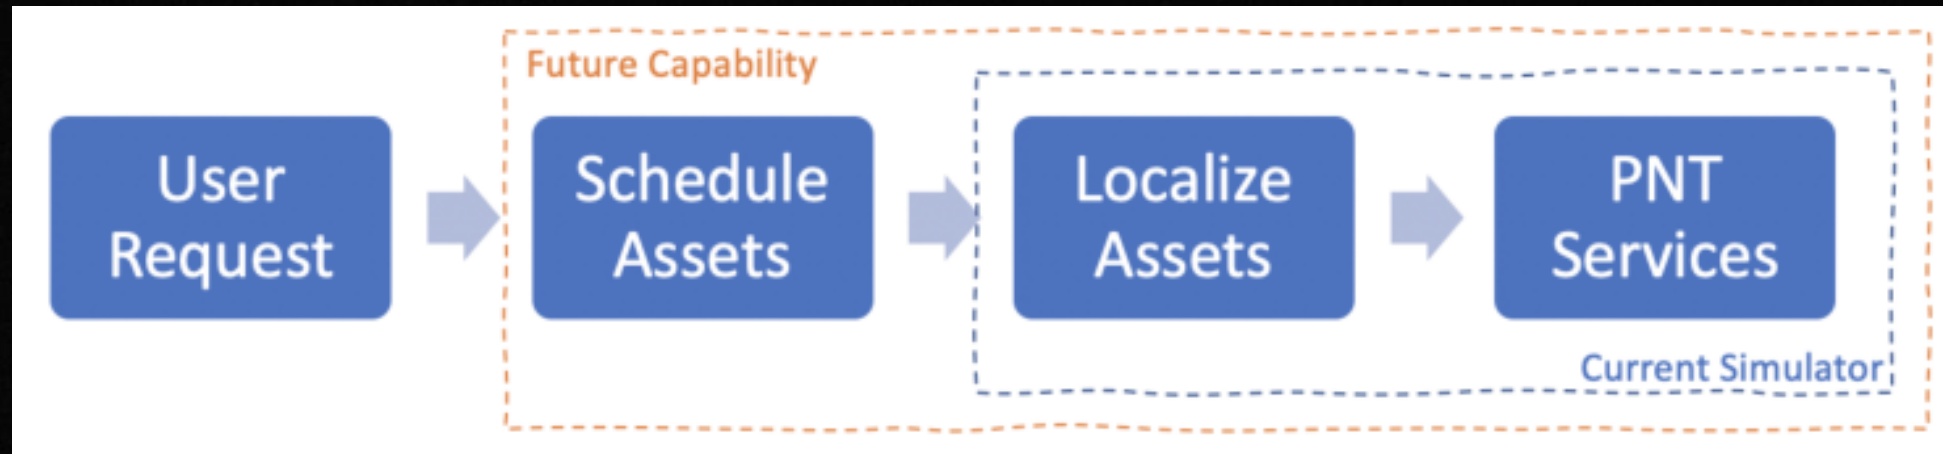 Future Capability
User
Request
Schedule
Assets
Localize
Assets
PNT
Services
Current Simulator